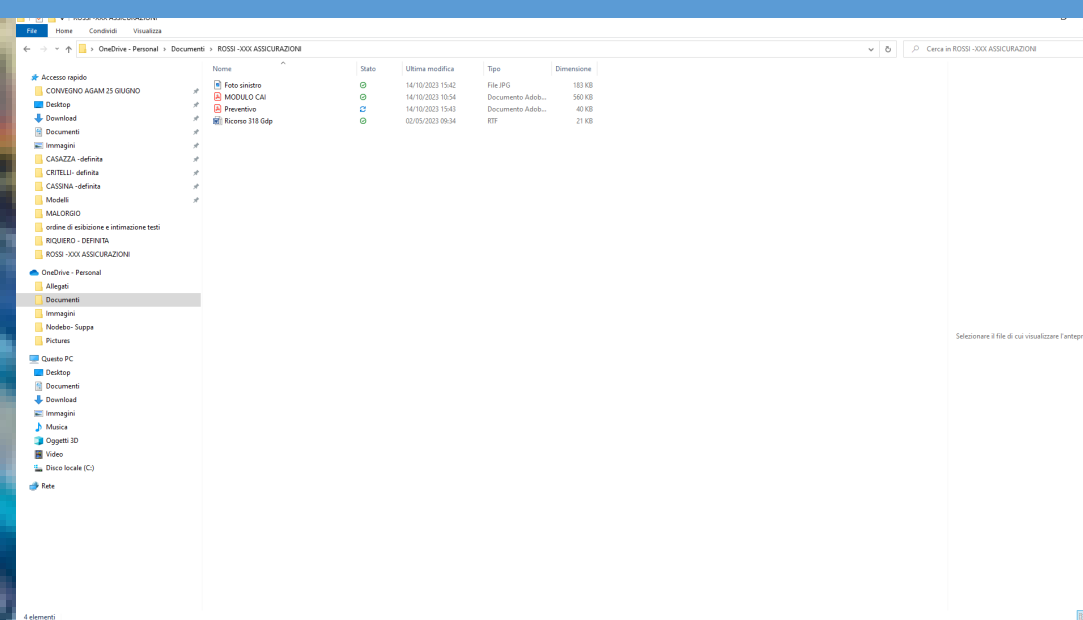 ROSSI -XXX ASSICURAZIONI
File Home Condividi Visualizza
OneDrive - Personal > Documenti > ROSSI -XXX ASSICURAZIONI
Cerca in ROSSI -XXX ASSICURAZIONI
Nome Stato Ultima modifica Tipo Dimensione
Foto sinistro 14/10/2023 15:42 File JPG 183 KB
MODULO CAI 14/10/2023 10:54 Documento Adob... 560 KB
Preventivo 14/10/2023 15:43 Documento Adob... 40 KB
Ricorso 318 Gdp 02/05/2023 09:34 RTF 21 KB
Accesso rapido
CONVEGNO AGAM 25 GIUGNO
Desktop
Download
Documenti
Immagini
CASAZZA -definita
CRITELLI- definita
CASSINA -definita
Modelli
MALORGIO
ordine di esibizione e intimazione testi
RIQUIERO - DEFINITA
ROSSI -XXX ASSICURAZIONI
OneDrive - Personal
Allegati
Documenti
Immagini
Nodebo- Suppa
Pictures
Questo PC
Desktop
Documenti
Download
Immagini
Musica
Oggetti 3D
Video
Disco locale (C:)
Rete
Selezionare il file di cui visualizzare l'antepr
4 elementi